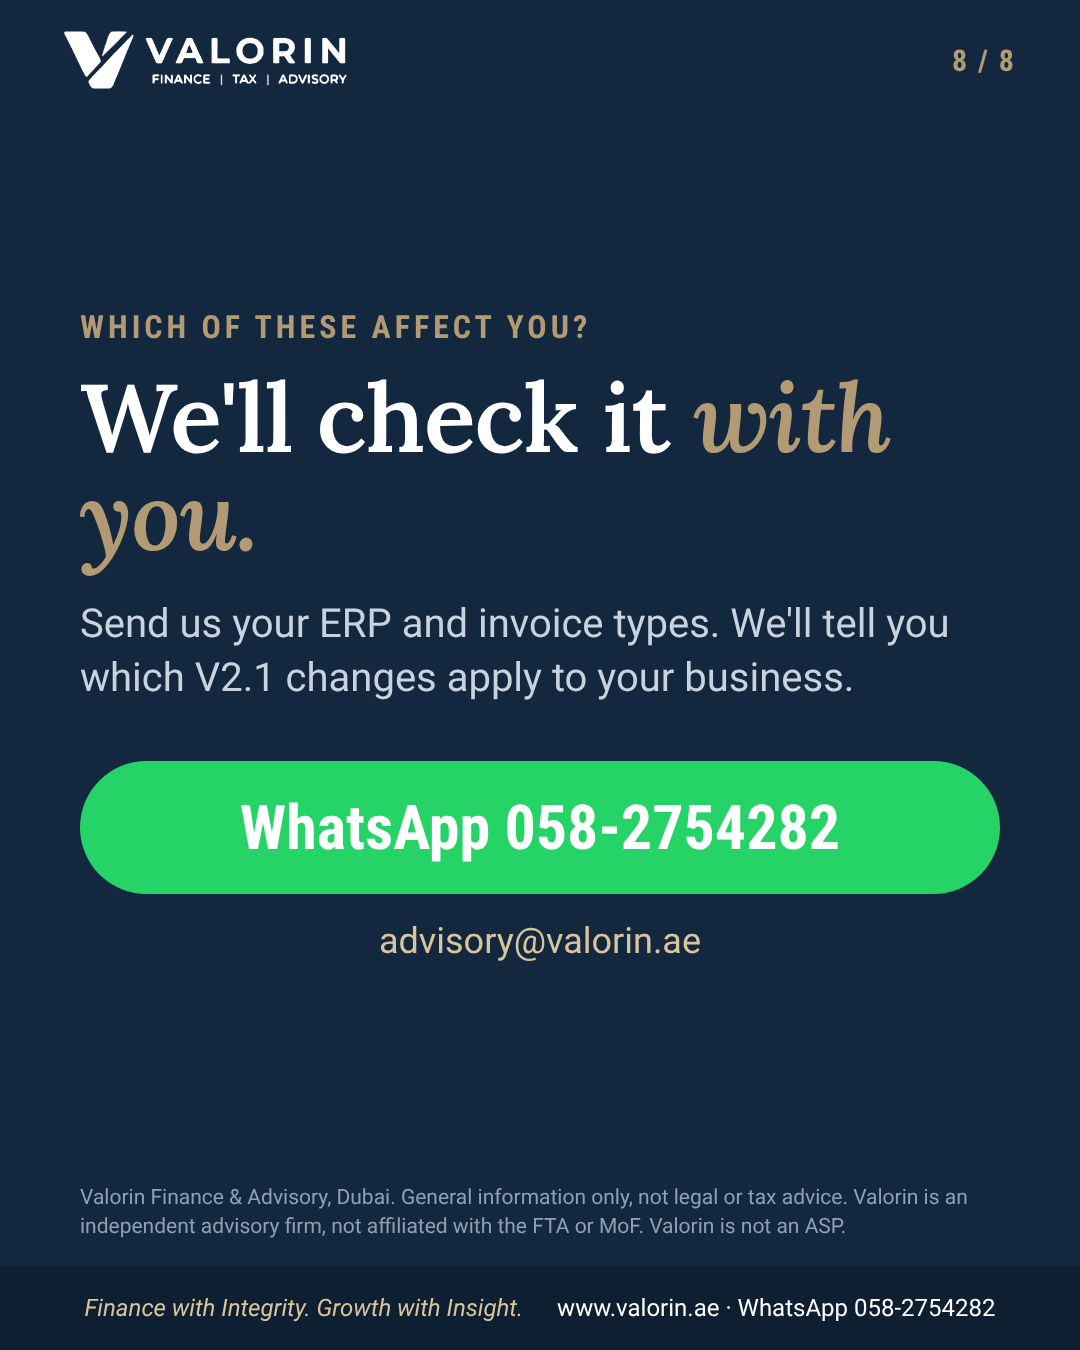 VALORIN
FINANCE | TAX | ADVISORY
8 / 8
WHICH OF THESE AFFECT YOU?
We'll check it with
you.
Send us your ERP and invoice types. We'll tell you
which V2.1 changes apply to your business.
WhatsApp 058-2754282
advisory@valorin.ae
Valorin Finance & Advisory, Dubai. General information only, not legal or tax advice. Valorin is an
independent advisory firm, not affiliated with the FTA or MoF. Valorin is not an ASP.
Finance with Integrity. Growth with Insight. www.valorin.ae · WhatsApp 058-2754282